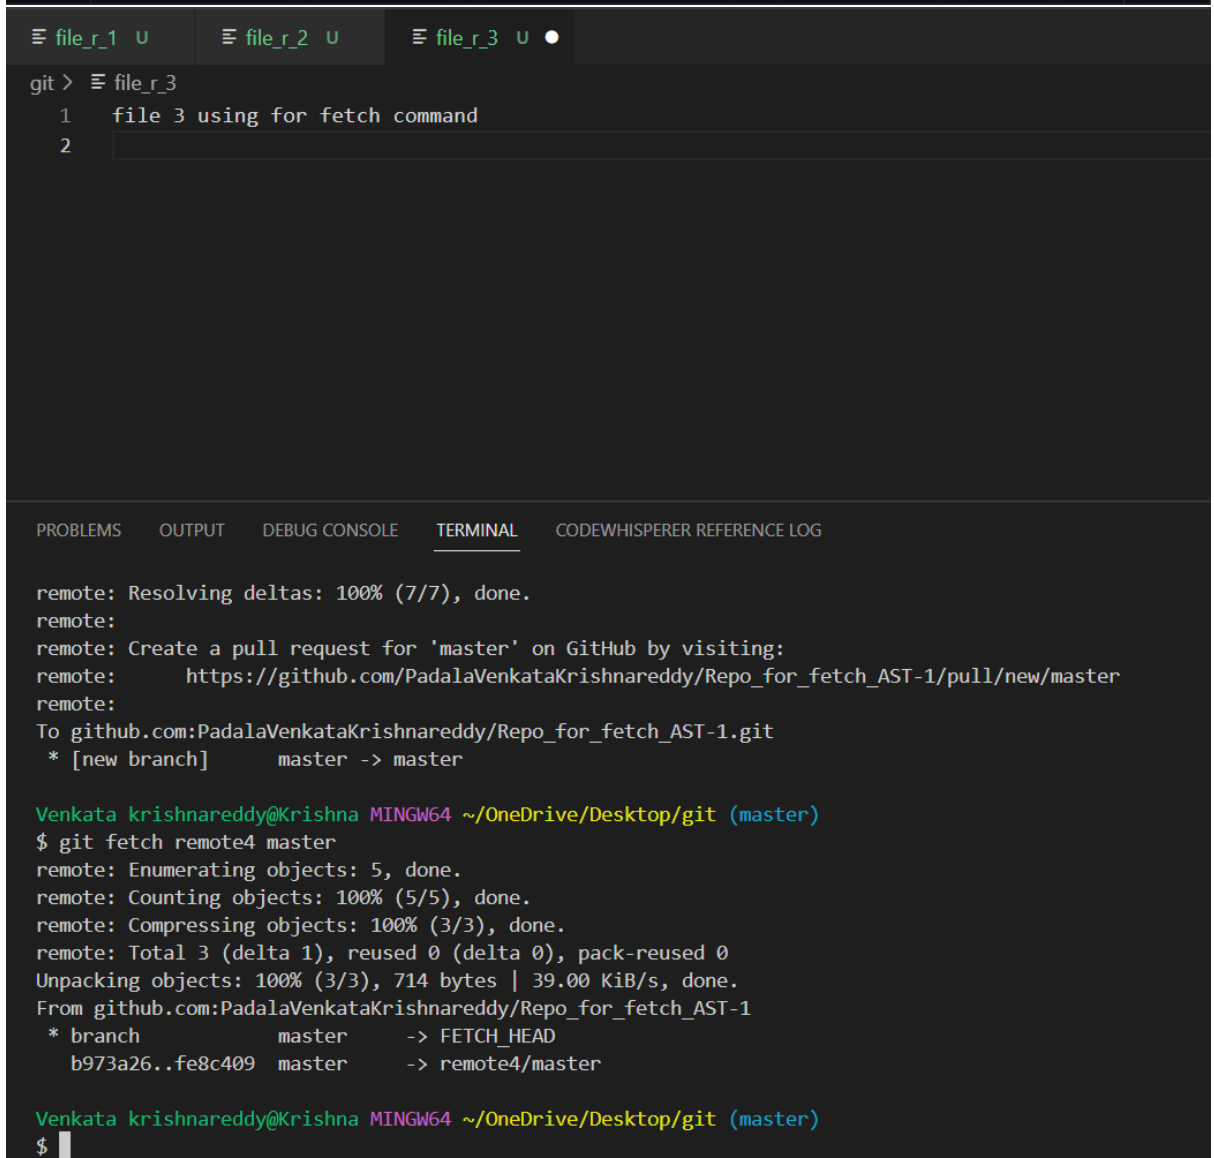 file_r_1 U file_r_2 U file_r_3 U
git > file_r_3
1 file 3 using for fetch command
2
PROBLEMS OUTPUT DEBUG CONSOLE TERMINAL CODEWHISPERER REFERENCE LOG
remote: Resolving deltas: 100% (7/7), done.
remote:
remote: Create a pull request for 'master' on GitHub by visiting:
remote:      https://github.com/PadalaVenkataKrishnareddy/Repo_for_fetch_AST-1/pull/new/master
remote:
To github.com:PadalaVenkataKrishnareddy/Repo_for_fetch_AST-1.git
 * [new branch]      master -> master
Venkata krishnareddy@Krishna MINGW64 ~/OneDrive/Desktop/git (master)
$ git fetch remote4 master
remote: Enumerating objects: 5, done.
remote: Counting objects: 100% (5/5), done.
remote: Compressing objects: 100% (3/3), done.
remote: Total 3 (delta 1), reused 0 (delta 0), pack-reused 0
Unpacking objects: 100% (3/3), 714 bytes | 39.00 KiB/s, done.
From github.com:PadalaVenkataKrishnareddy/Repo_for_fetch_AST-1
 * branch            master     -> FETCH_HEAD
   b973a26..fe8c409  master     -> remote4/master
Venkata krishnareddy@Krishna MINGW64 ~/OneDrive/Desktop/git (master)
$